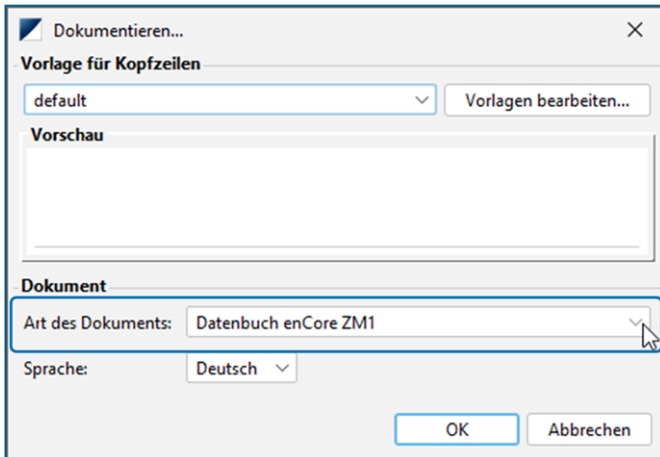 Dokumentieren...
Vorlage für Kopfzeilen
default Vorlagen bearbeiten...
Vorschau
Dokument
Art des Dokuments: Datenbuch enCore ZM1
Sprache: Deutsch
OK Abbrechen